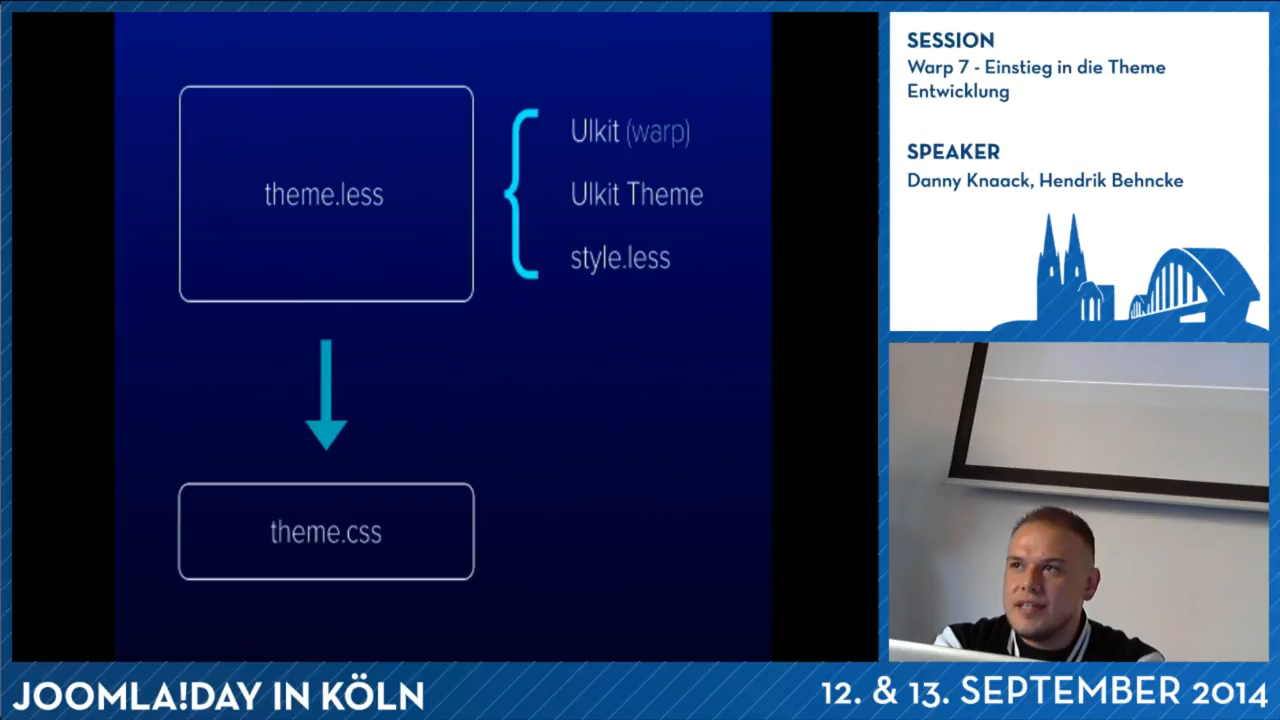 theme.less
UIkit (warp)
UIkit Theme
style.less
theme.css
SESSION
Warp 7 - Einstieg in die Theme
Entwicklung
SPEAKER
Danny Knaack, Hendrik Behncke
JOOMLA!DAY IN KÖLN
12. & 13. SEPTEMBER 2014